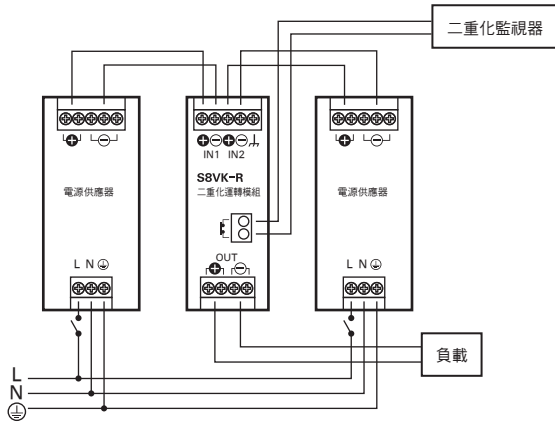 二重化監視器
IN1 IN2
S8VK-R
電源供應器
二重化運轉模組
電源供應器
OUT
L N
L N
負載
L
N